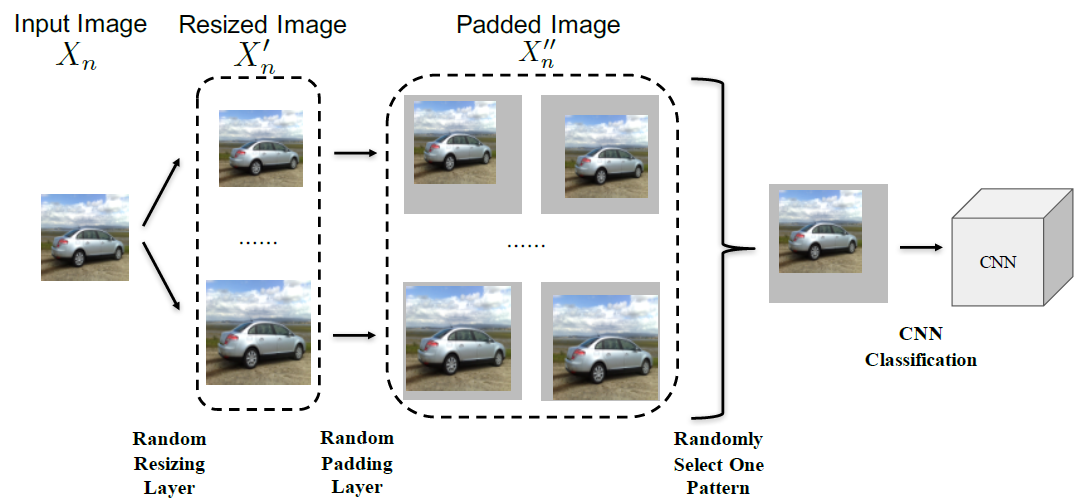 Input Image
Xₙ
Resized Image
X′ₙ
Padded Image
X″ₙ
......
......
CNN
CNN
Classification
Random
Resizing
Layer
Random
Padding
Layer
Randomly
Select One
Pattern